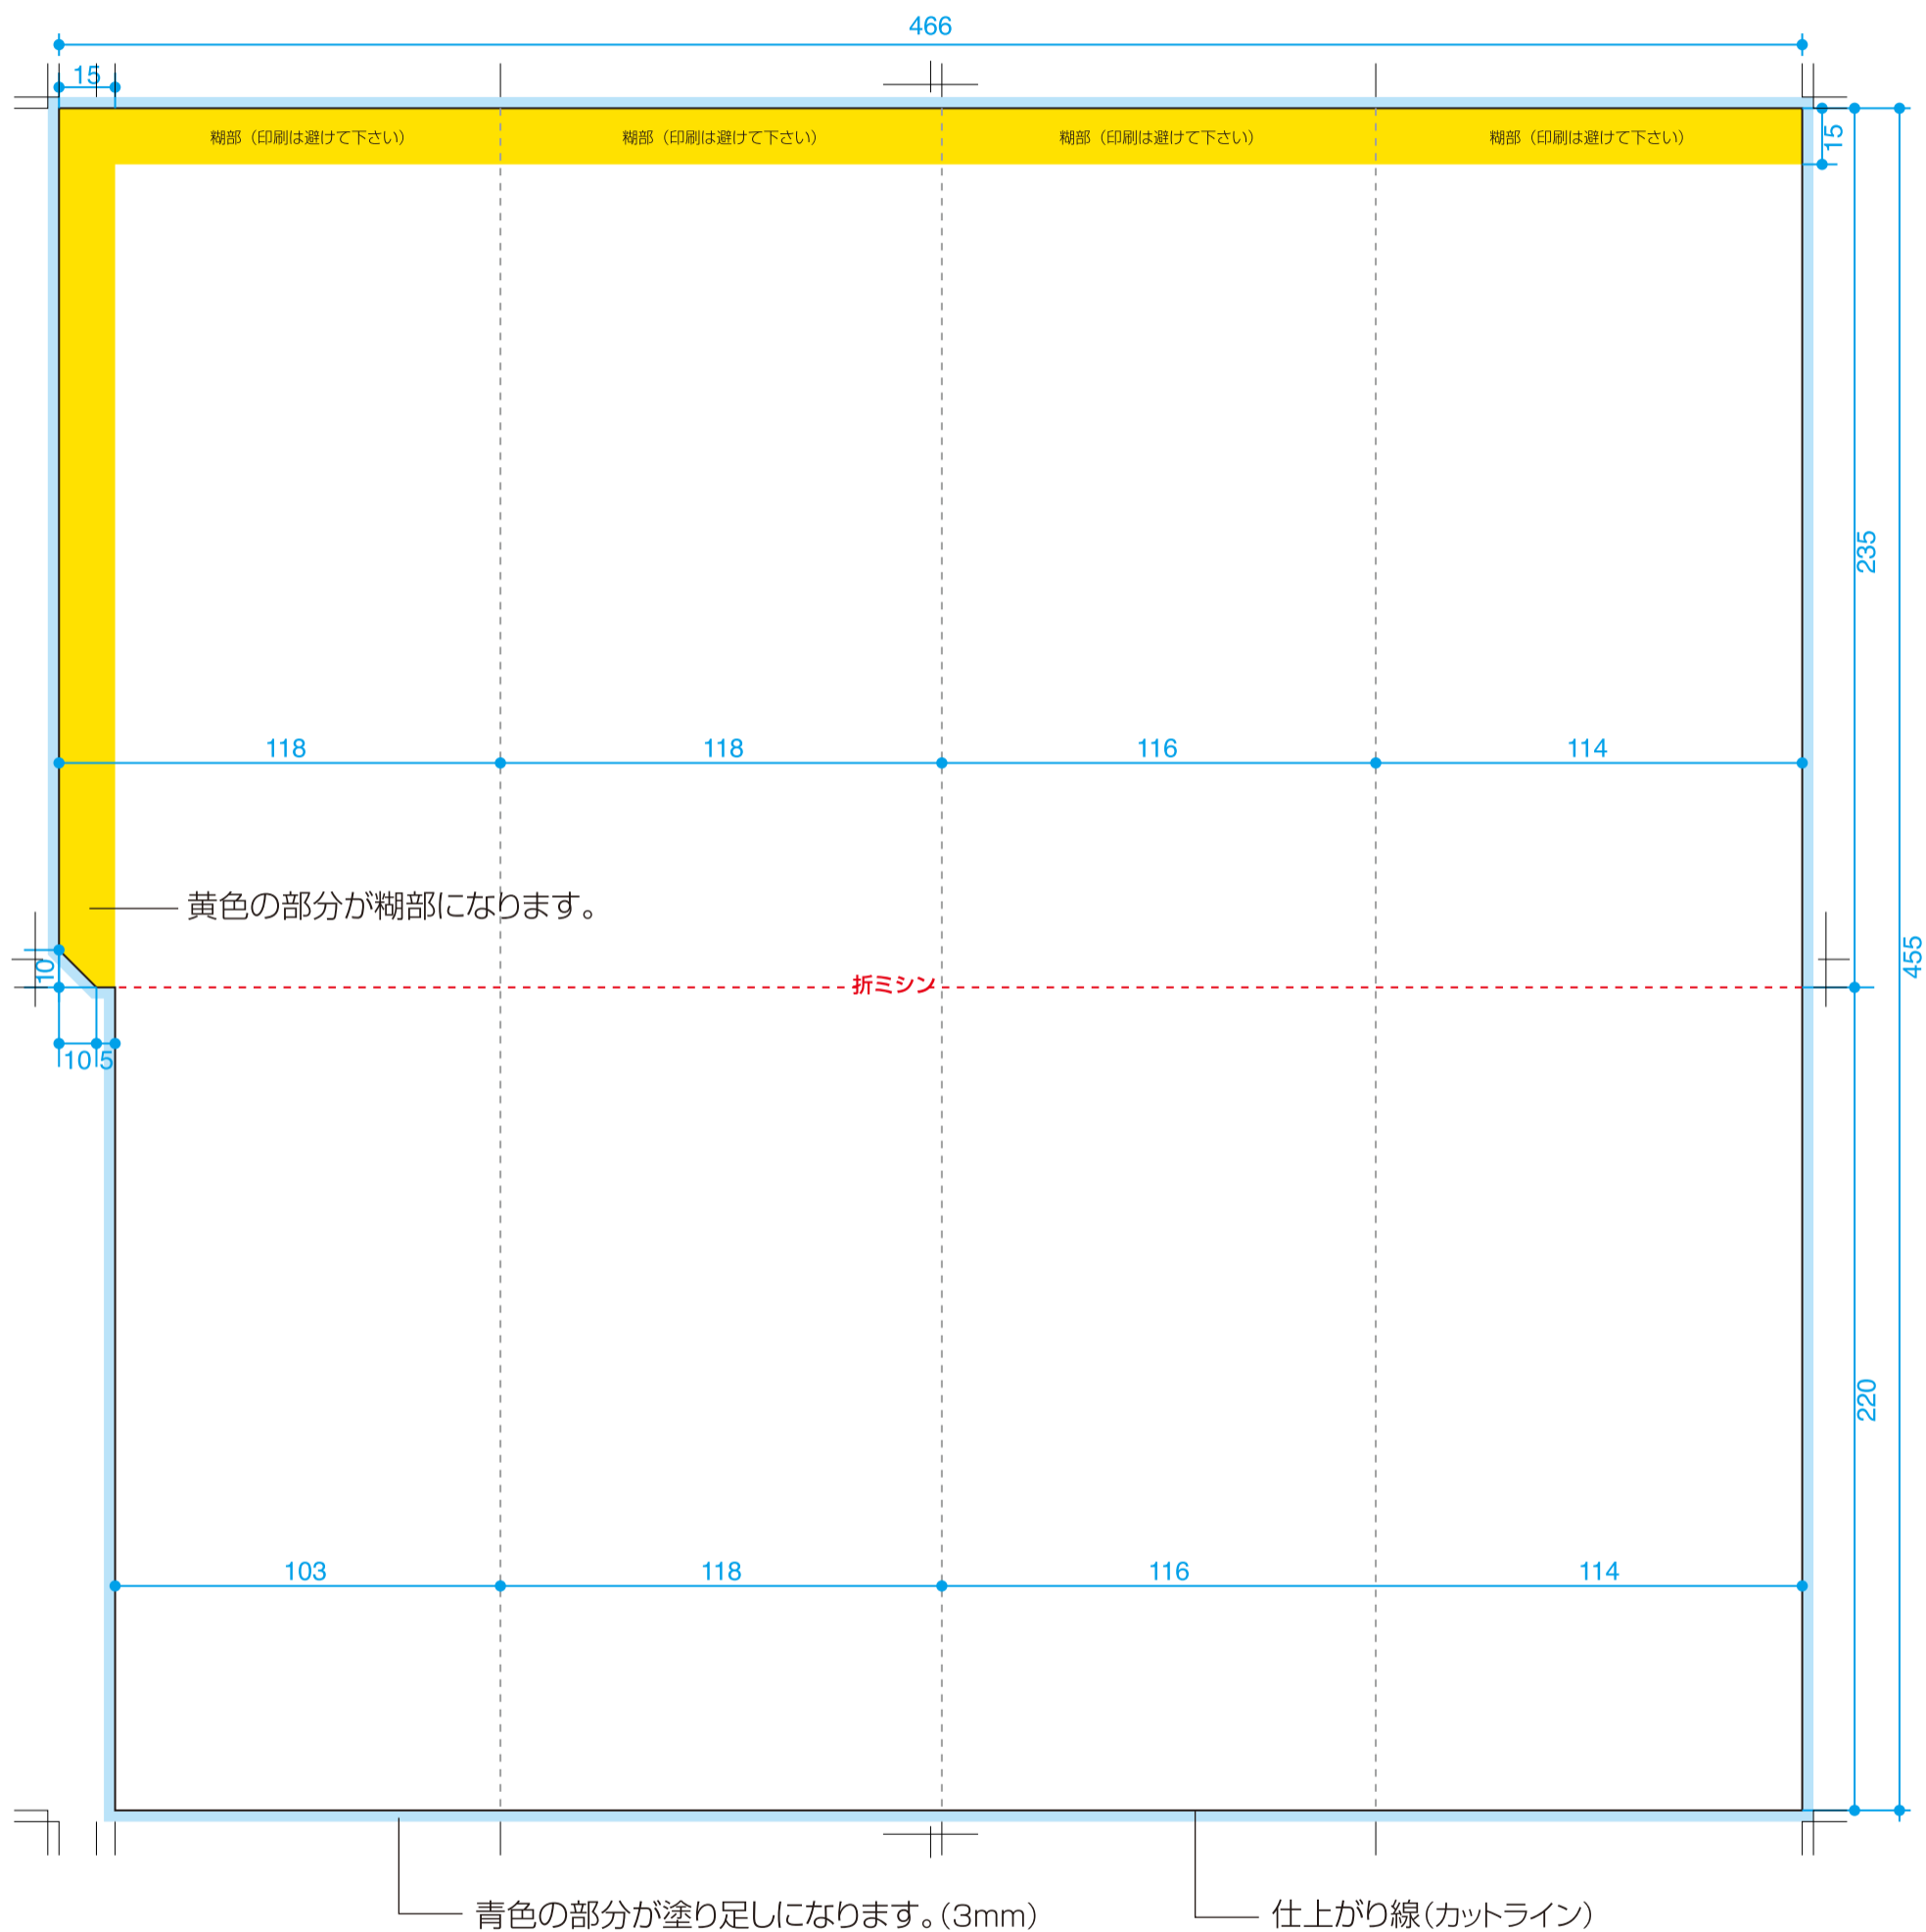 466
15
糊部（印刷は避けて下さい）
糊部（印刷は避けて下さい）
糊部（印刷は避けて下さい）
糊部（印刷は避けて下さい）
15
235
118
118
116
114
黄色の部分が糊部になります。
455
10
折ミシン
10
5
220
103
118
116
114
青色の部分が塗り足しになります。（3mm）
仕上がり線（カットライン）